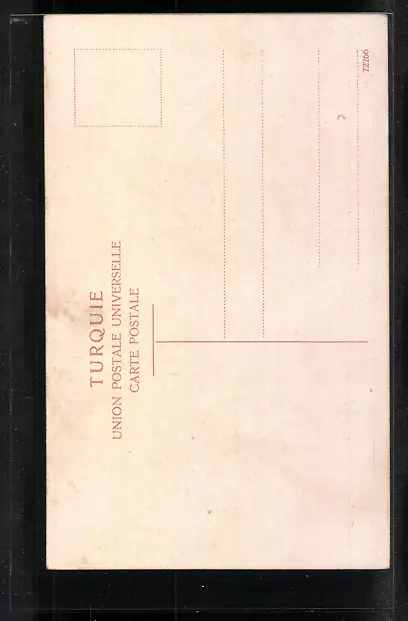 TURQUIE
UNION POSTALE UNIVERSELLE
CARTE POSTALE
72266